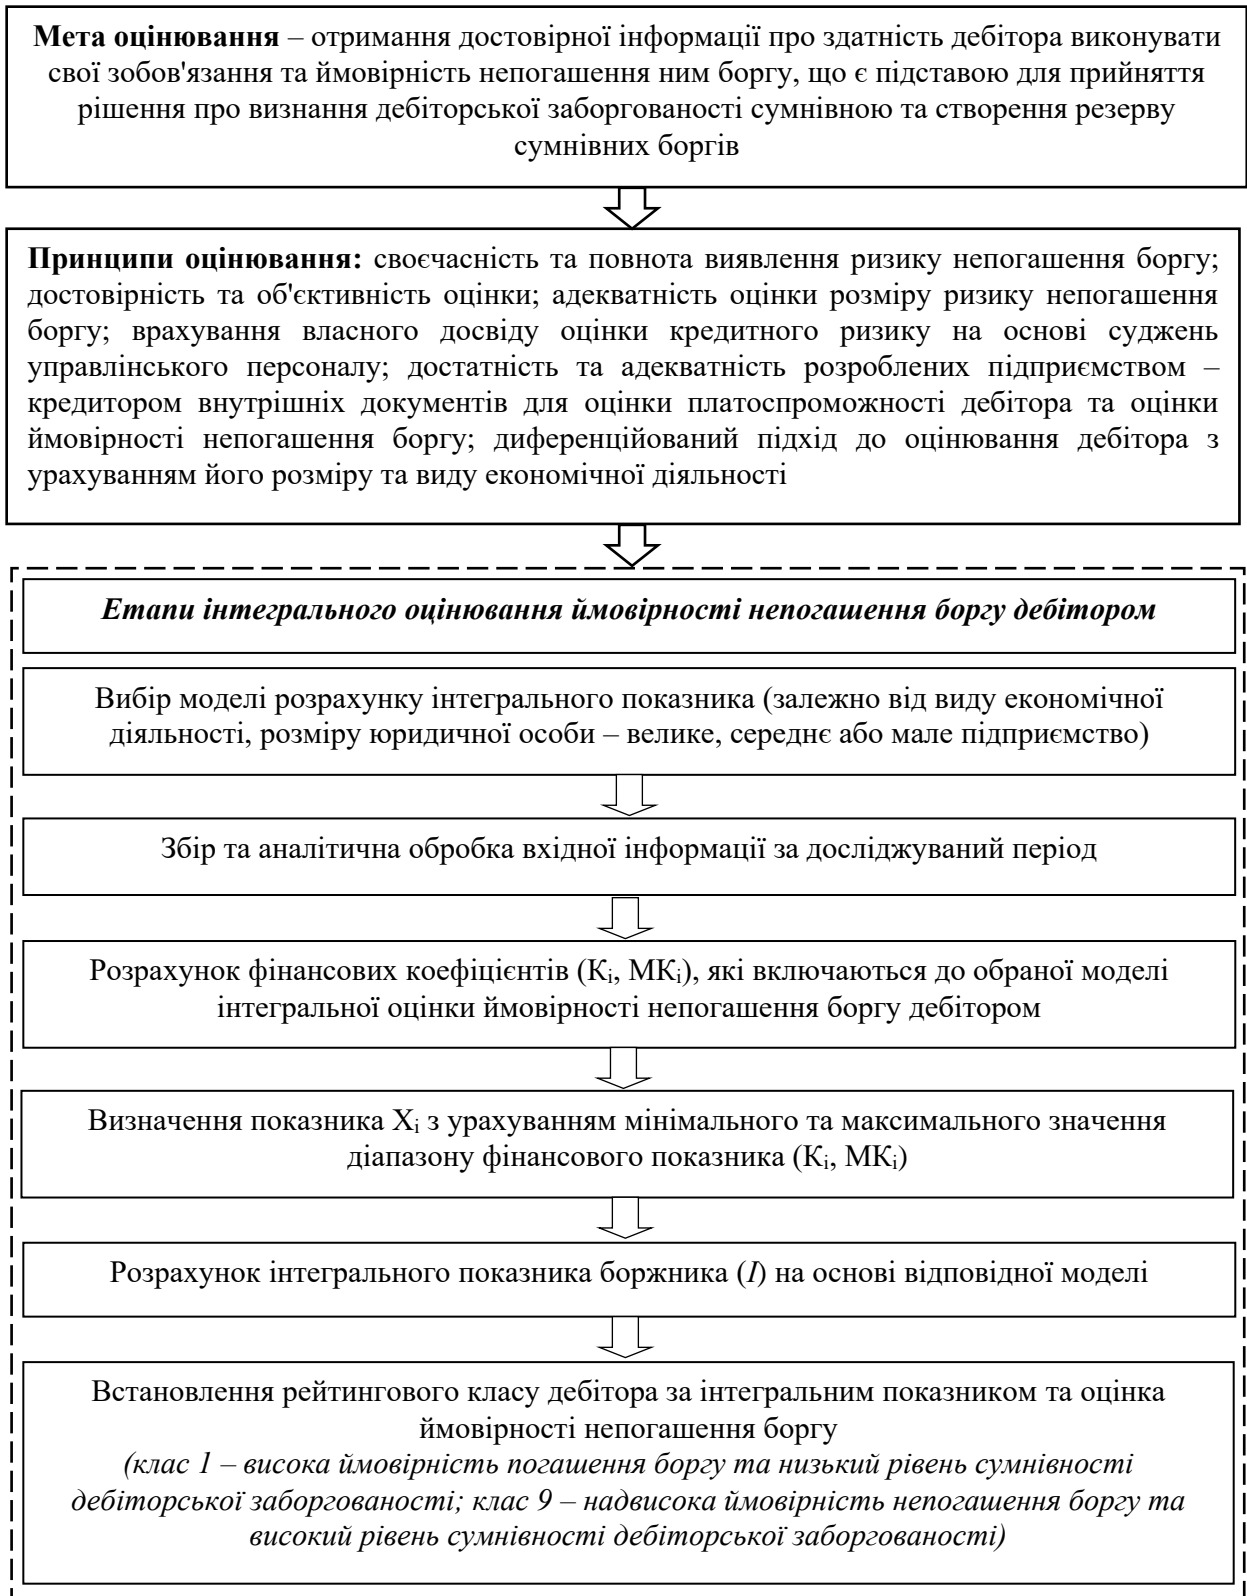 Мета оцінювання – отримання достовірної інформації про здатність дебітора виконувати
свої зобов'язання та ймовірність непогашення ним боргу, що є підставою для прийняття
рішення про визнання дебіторської заборгованості сумнівною та створення резерву
сумнівних боргів
Принципи оцінювання: своєчасність та повнота виявлення ризику непогашення боргу;
достовірність та об'єктивність оцінки; адекватність оцінки розміру ризику непогашення
боргу; врахування власного досвіду оцінки кредитного ризику на основі суджень
управлінського персоналу; достатність та адекватність розроблених підприємством –
кредитором внутрішніх документів для оцінки платоспроможності дебітора та оцінки
ймовірності непогашення боргу; диференційований підхід до оцінювання дебітора з
урахуванням його розміру та виду економічної діяльності
Етапи інтегрального оцінювання ймовірності непогашення боргу дебітором
Вибір моделі розрахунку інтегрального показника (залежно від виду економічної
діяльності, розміру юридичної особи – велике, середнє або мале підприємство)
Збір та аналітична обробка вхідної інформації за досліджуваний період
Розрахунок фінансових коефіцієнтів (Kᵢ, MKᵢ), які включаються до обраної моделі
інтегральної оцінки ймовірності непогашення боргу дебітором
Визначення показника Xᵢ з урахуванням мінімального та максимального значення
діапазону фінансового показника (Kᵢ, MKᵢ)
Розрахунок інтегрального показника боржника (I) на основі відповідної моделі
Встановлення рейтингового класу дебітора за інтегральним показником та оцінка
ймовірності непогашення боргу
(клас 1 – висока ймовірність погашення боргу та низький рівень сумнівності
дебіторської заборгованості; клас 9 – надвисока ймовірність непогашення боргу та
високий рівень сумнівності дебіторської заборгованості)